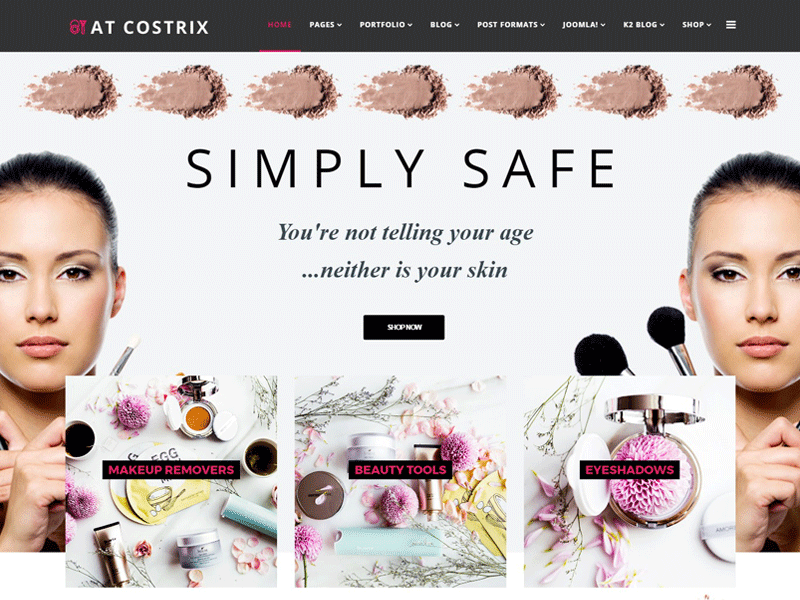 AT COSTRIX
HOME PAGES PORTFOLIO BLOG POST FORMATS JOOMLA! K2 BLOG SHOP
SIMPLY SAFE
You're not telling your age
...neither is your skin
SHOP NOW
MAKEUP REMOVERS
BEAUTY TOOLS
EYESHADOWS
EGG